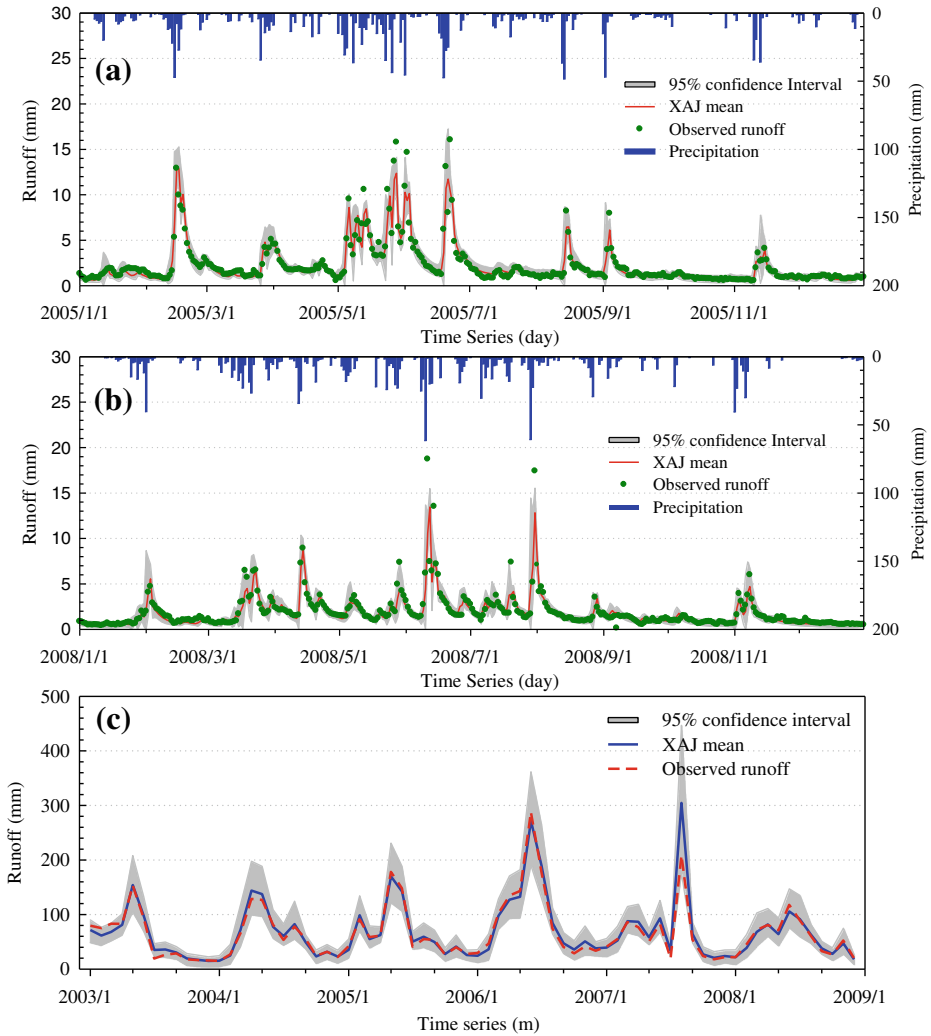 (a)
30
25
20
15
10
5
0
Runoff (mm)
0
50
100
150
200
Precipitation (mm)
95% confidence Interval
XAJ mean
Observed runoff
Precipitation
2005/1/1 2005/3/1 2005/5/1 2005/7/1 2005/9/1 2005/11/1
Time Series (day)
(b)
30
25
20
15
10
5
0
Runoff (mm)
0
50
100
150
200
Precipitation (mm)
95% confidence Interval
XAJ mean
Observed runoff
Precipitation
2008/1/1 2008/3/1 2008/5/1 2008/7/1 2008/9/1 2008/11/1
Time Series (day)
(c)
500
400
300
200
100
0
Runoff (mm)
95% confidence interval
XAJ mean
Observed runoff
2003/1 2004/1 2005/1 2006/1 2007/1 2008/1 2009/1
Time series (m)